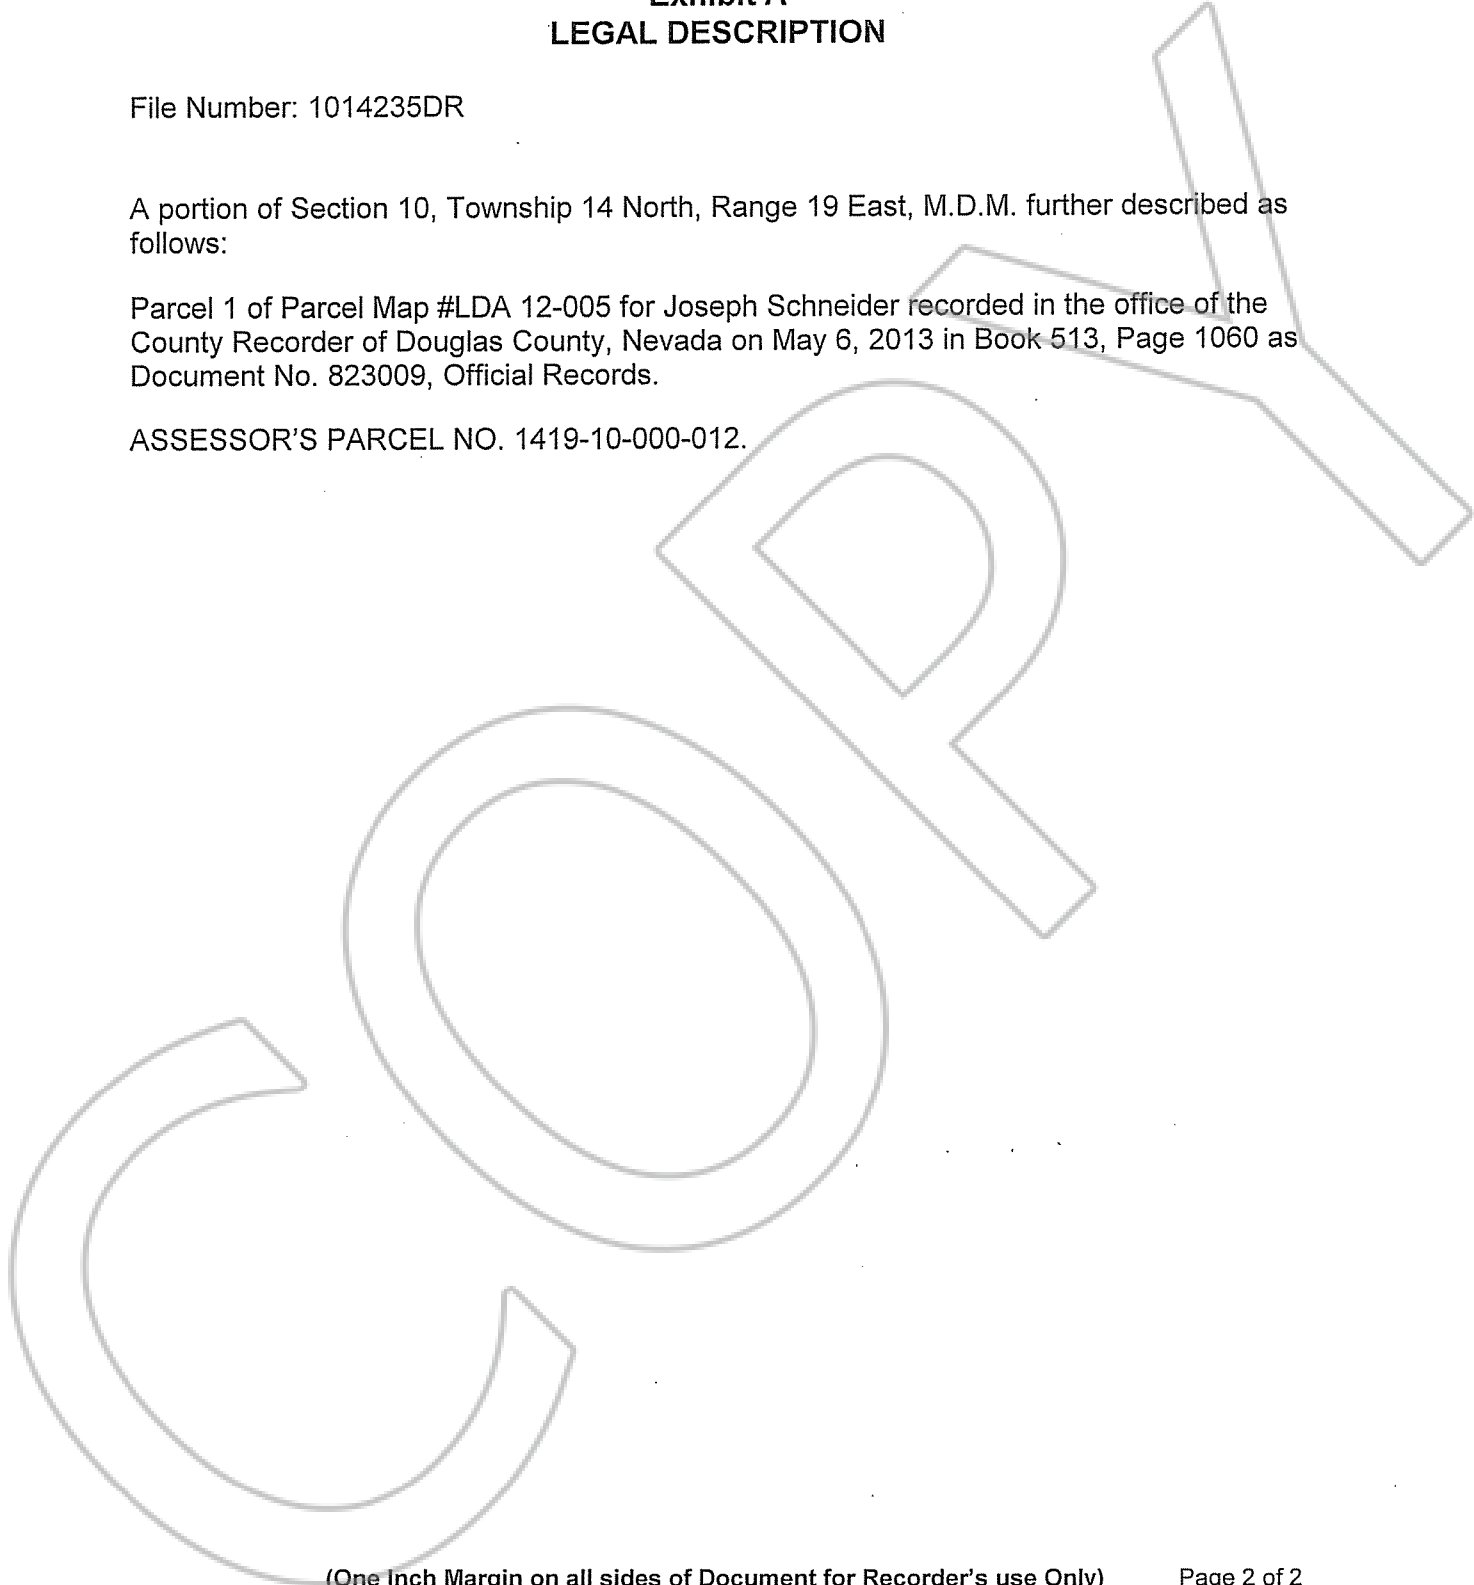 Exhibit A
LEGAL DESCRIPTION
File Number: 1014235DR
A portion of Section 10, Township 14 North, Range 19 East, M.D.M. further described as
follows:
Parcel 1 of Parcel Map #LDA 12-005 for Joseph Schneider recorded in the office of the
County Recorder of Douglas County, Nevada on May 6, 2013 in Book 513, Page 1060 as
Document No. 823009, Official Records.
ASSESSOR'S PARCEL NO. 1419-10-000-012.
COPY
(One Inch Margin on all sides of Document for Recorder's use Only) Page 2 of 2